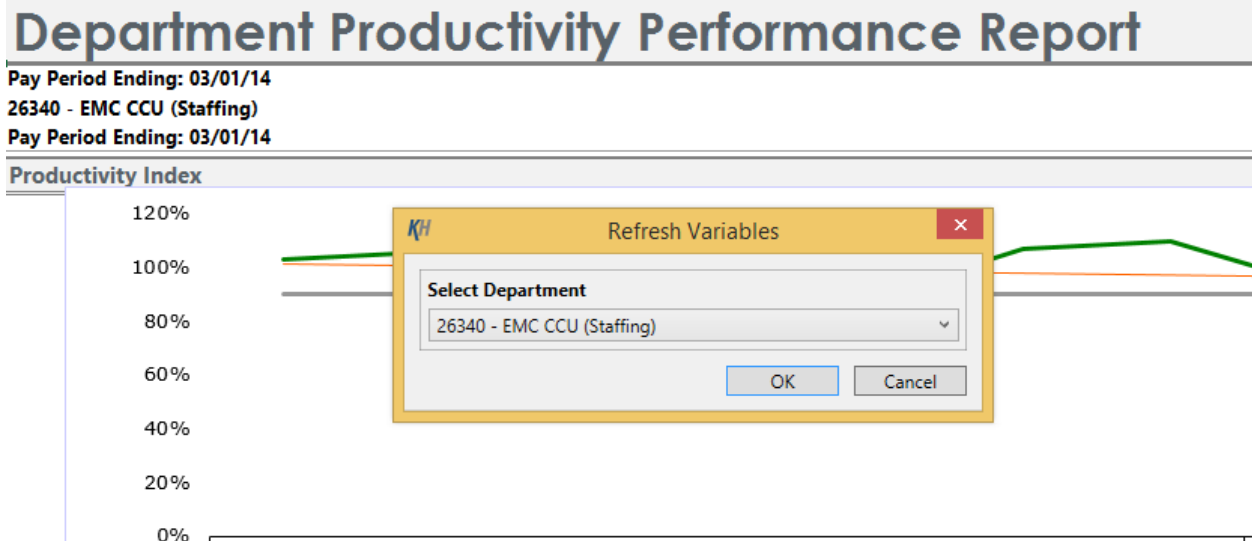 Department Productivity Performance Report
Pay Period Ending: 03/01/14
26340 - EMC CCU (Staffing)
Pay Period Ending: 03/01/14
Productivity Index
120%
100%
80%
60%
40%
20%
0%
KH
Refresh Variables
Select Department
26340 - EMC CCU (Staffing)
OK Cancel